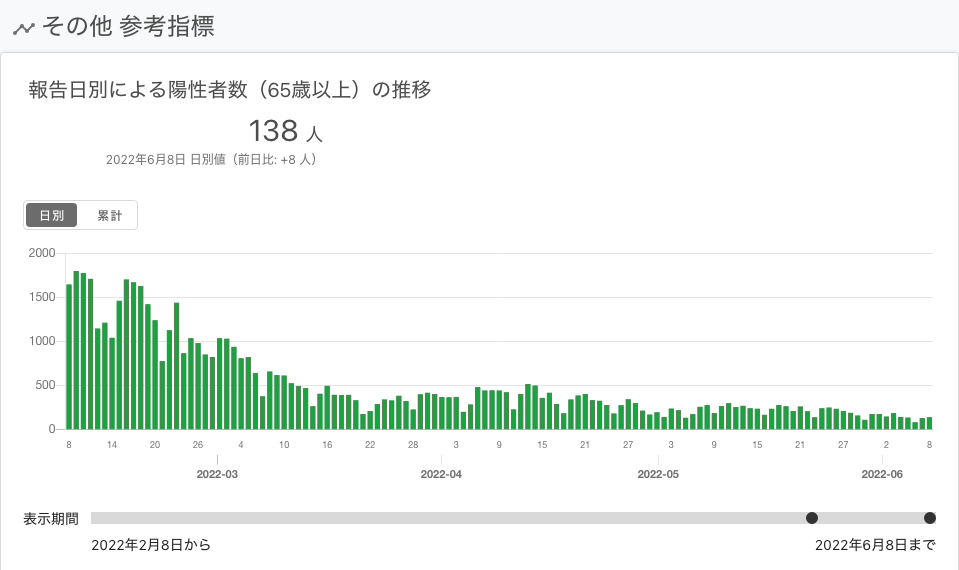 その他 参考指標
報告日別による陽性者数（65歳以上）の推移
138 人
2022年6月8日 日別値（前日比: +8 人）
日別 累計
2000
1500
1000
500
0
8 14 20 26 4 10 16 22 28 3 9 15 21 27 3 9 15 21 27 2 8
2022-03 2022-04 2022-05 2022-06
表示期間
2022年2月8日から 2022年6月8日まで